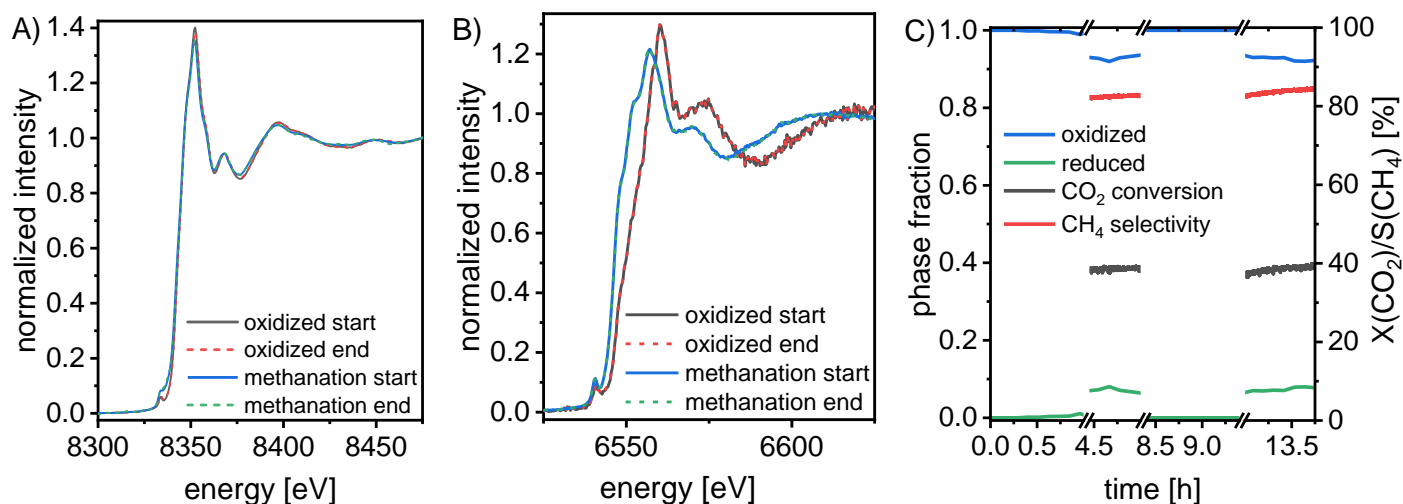 A)
1.4
1.2
1.0
0.8
0.6
0.4
0.2
0.0
normalized intensity
oxidized start
oxidized end
methanation start
methanation end
8300 8350 8400 8450
energy [eV]
B)
1.2
1.0
0.8
0.6
0.4
0.2
0.0
normalized intensity
oxidized start
oxidized end
methanation start
methanation end
6550 6600
energy [eV]
C)
1.0
0.8
0.6
0.4
0.2
0.0
phase fraction
oxidized
reduced
CO₂ conversion
CH₄ selectivity
100
80
60
40
20
0
X(CO₂)/S(CH₄) [%]
0.0 0.5 4.5 8.5 9.0 13.5
time [h]